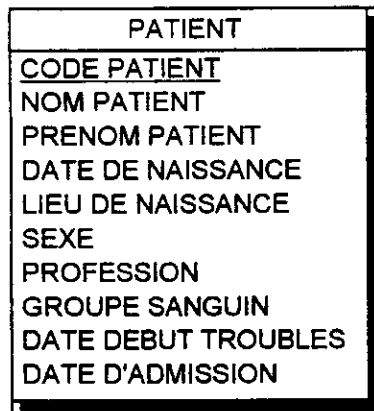 PATIENT
CODE PATIENT
NOM PATIENT
PRENOM PATIENT
DATE DE NAISSANCE
LIEU DE NAISSANCE
SEXE
PROFESSION
GROUPE SANGUIN
DATE DEBUT TROUBLES
DATE D'ADMISSION